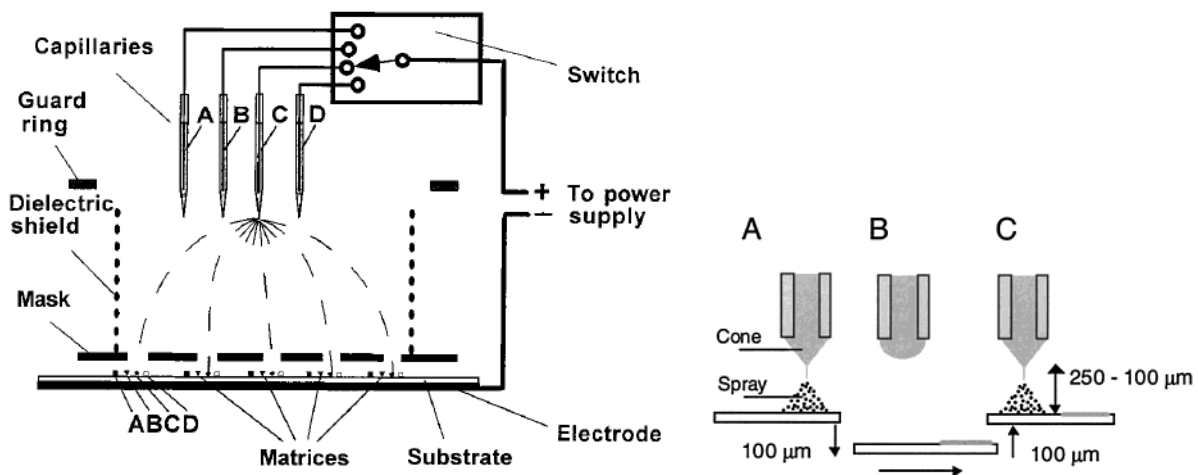 Capillaries
Switch
A B C D
Guard
ring
+ To power
− supply
Dielectric
shield
Mask
ABCD
Matrices
Substrate
Electrode
A B C
Cone
Spray
250 - 100 μm
100 μm
100 μm